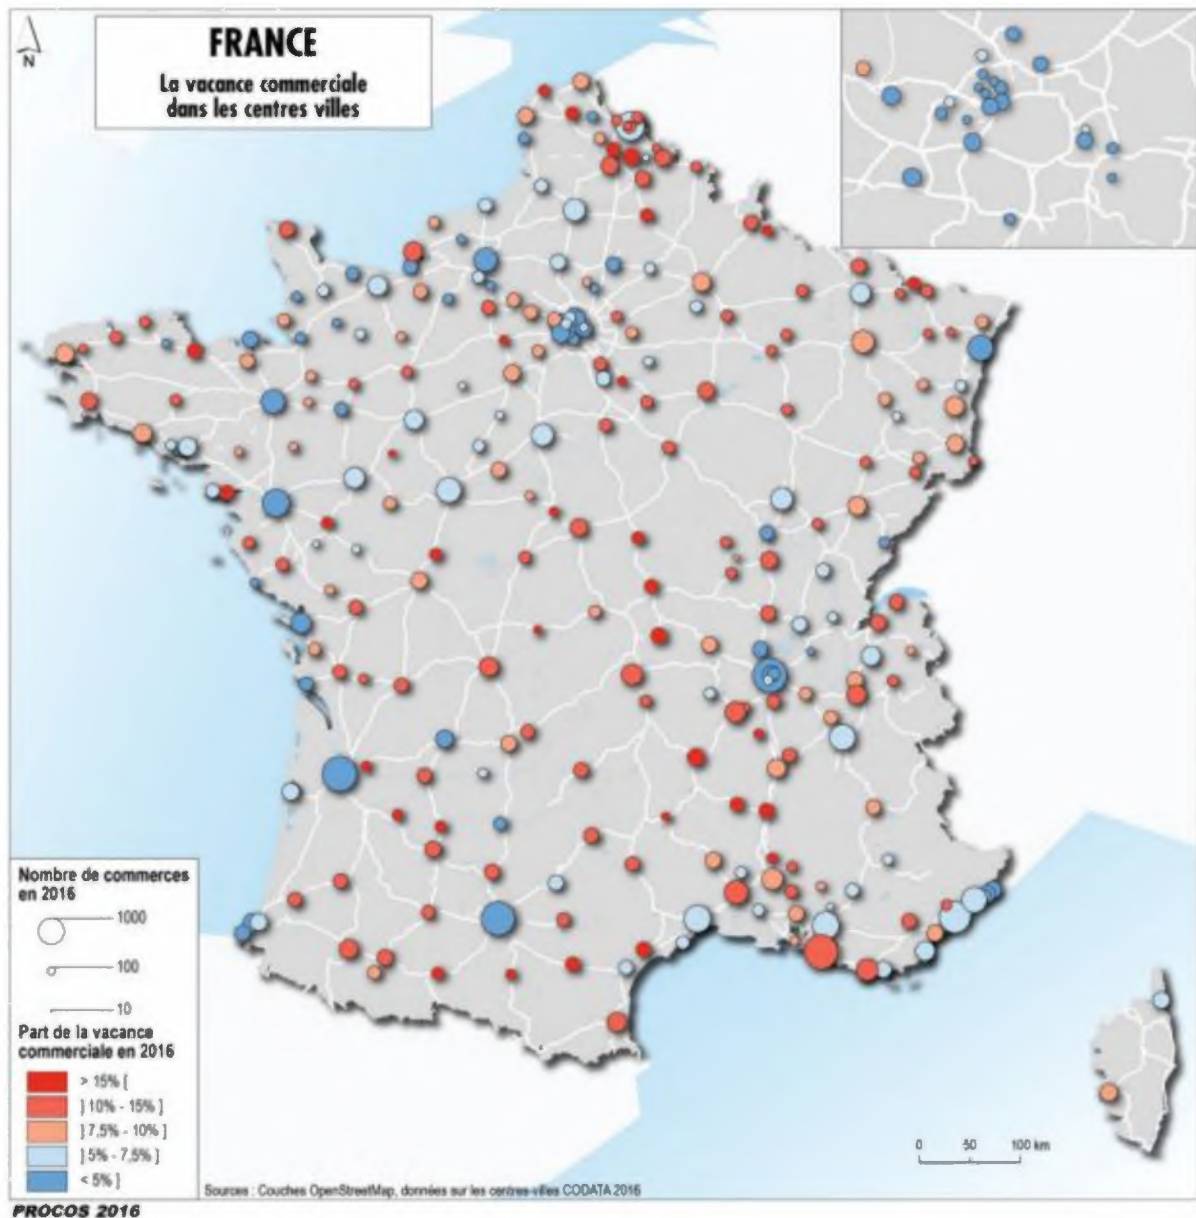 N
FRANCE
La vacance commerciale
dans les centres villes
Nombre de commerces
en 2016
1000
100
10
Part de la vacance
commerciale en 2016
> 15% [
] 10% - 15% ]
] 7,5% - 10% ]
] 5% - 7,5% ]
< 5% ]
0 50 100 km
Sources : Couches OpenStreetMap, données sur les centres-villes CODATA 2016
PROCOS 2016